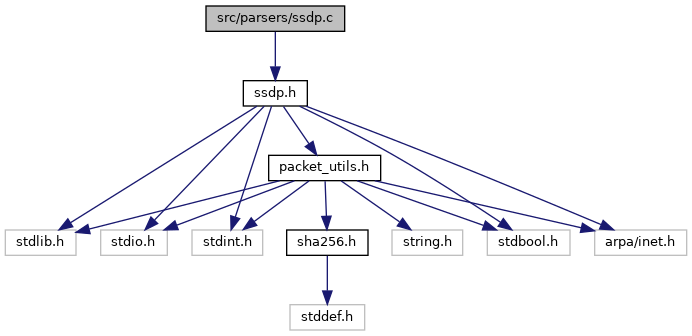 src/parsers/ssdp.c
ssdp.h
packet_utils.h
stdlib.h
stdio.h
stdint.h
sha256.h
string.h
stdbool.h
arpa/inet.h
stddef.h